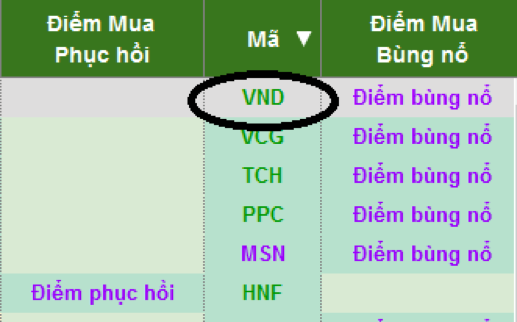 Điểm Mua
Phục hồi
Mã ▼
Điểm Mua
Bùng nổ
VND Điểm bùng nổ
VCG Điểm bùng nổ
TCH Điểm bùng nổ
PPC Điểm bùng nổ
MSN Điểm bùng nổ
Điểm phục hồi HNF